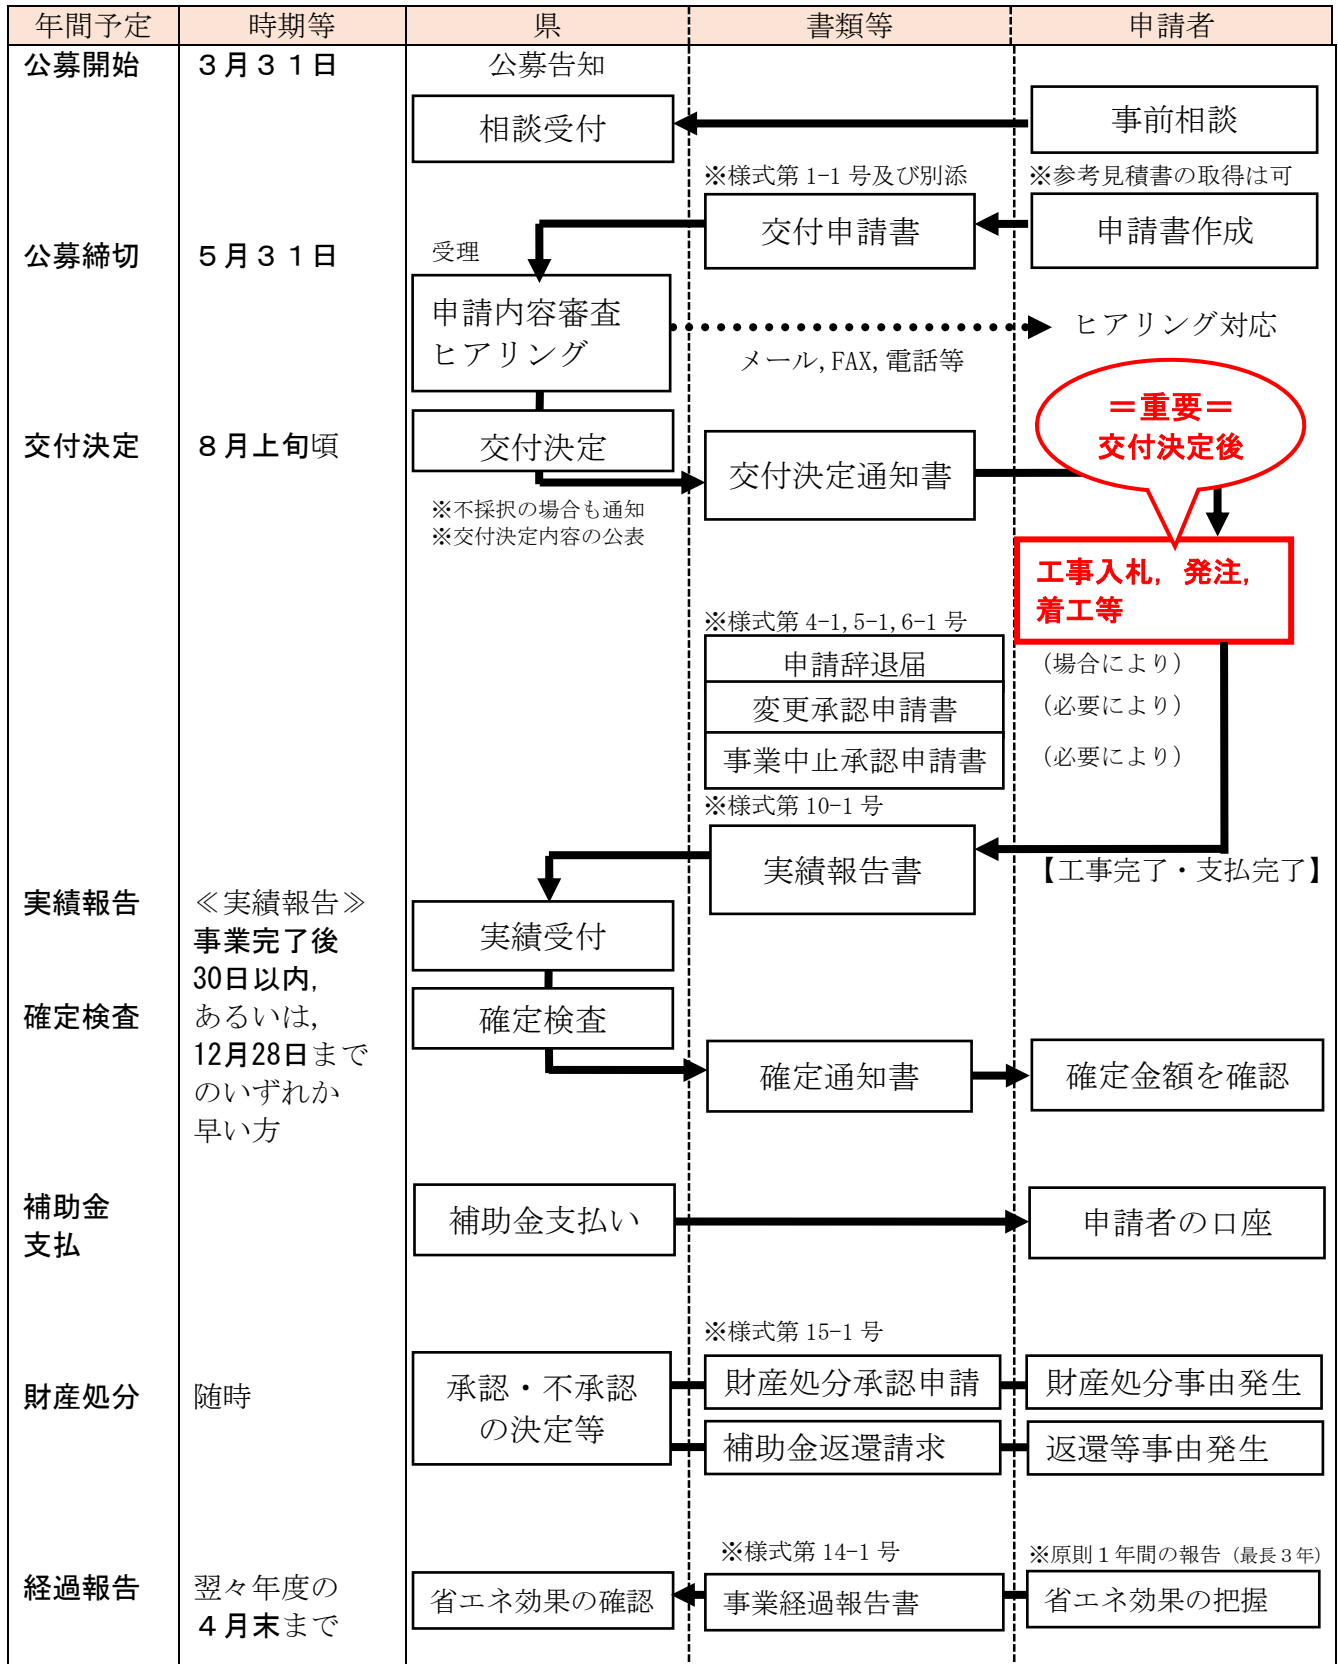 年間予定
時期等
県
書類等
申請者
公募開始
３月３１日
公募告知
相談受付
事前相談
※様式第 1-1 号及び別添
※参考見積書の取得は可
交付申請書
申請書作成
公募締切
５月３１日
受理
申請内容審査
ヒアリング
ヒアリング対応
メール,FAX,電話等
＝重要＝
交付決定後
交付決定
８月上旬頃
交付決定
交付決定通知書
※不採択の場合も通知
※交付決定内容の公表
工事入札，発注，
着工等
※様式第 4-1,5-1,6-1 号
申請辞退届
（場合により）
変更承認申請書
（必要により）
事業中止承認申請書
（必要により）
※様式第 10-1 号
実績報告書
【工事完了・支払完了】
実績報告
≪実績報告≫
事業完了後
30日以内，
あるいは，
12月28日まで
のいずれか
早い方
実績受付
確定検査
確定検査
確定通知書
確定金額を確認
補助金
支払
補助金支払い
申請者の口座
※様式第 15-1 号
財産処分
随時
承認・不承認
の決定等
財産処分承認申請
財産処分事由発生
補助金返還請求
返還等事由発生
※様式第 14-1 号
※原則１年間の報告（最長３年）
経過報告
翌々年度の
４月末まで
省エネ効果の確認
事業経過報告書
省エネ効果の把握